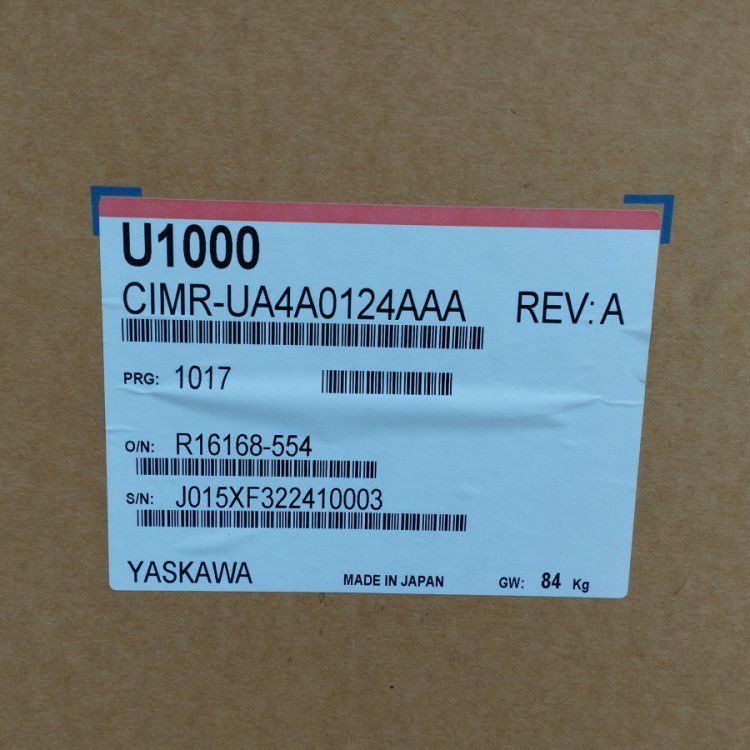 U1000
CIMR-UA4A0124AAA REV: A
PRG: 1017
O/N: R16168-554
S/N: J015XF322410003
YASKAWA MADE IN JAPAN GW: 84 Kg